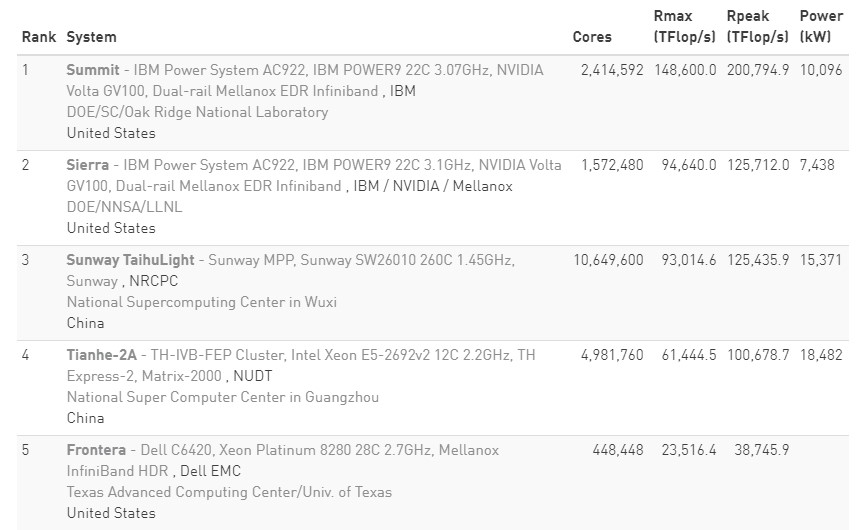 Rank System Cores Rmax (TFlop/s) Rpeak (TFlop/s) Power (kW)
1 Summit - IBM Power System AC922, IBM POWER9 22C 3.07GHz, NVIDIA 2,414,592 148,600.0 200,794.9 10,096
Volta GV100, Dual-rail Mellanox EDR Infiniband , IBM
DOE/SC/Oak Ridge National Laboratory
United States
2 Sierra - IBM Power System AC922, IBM POWER9 22C 3.1GHz, NVIDIA Volta 1,572,480 94,640.0 125,712.0 7,438
GV100, Dual-rail Mellanox EDR Infiniband , IBM / NVIDIA / Mellanox
DOE/NNSA/LLNL
United States
3 Sunway TaihuLight - Sunway MPP, Sunway SW26010 260C 1.45GHz, 10,649,600 93,014.6 125,435.9 15,371
Sunway , NRCPC
National Supercomputing Center in Wuxi
China
4 Tianhe-2A - TH-IVB-FEP Cluster, Intel Xeon E5-2692v2 12C 2.2GHz, TH 4,981,760 61,444.5 100,678.7 18,482
Express-2, Matrix-2000 , NUDT
National Super Computer Center in Guangzhou
China
5 Frontera - Dell C6420, Xeon Platinum 8280 28C 2.7GHz, Mellanox 448,448 23,516.4 38,745.9
InfiniBand HDR , Dell EMC
Texas Advanced Computing Center/Univ. of Texas
United States